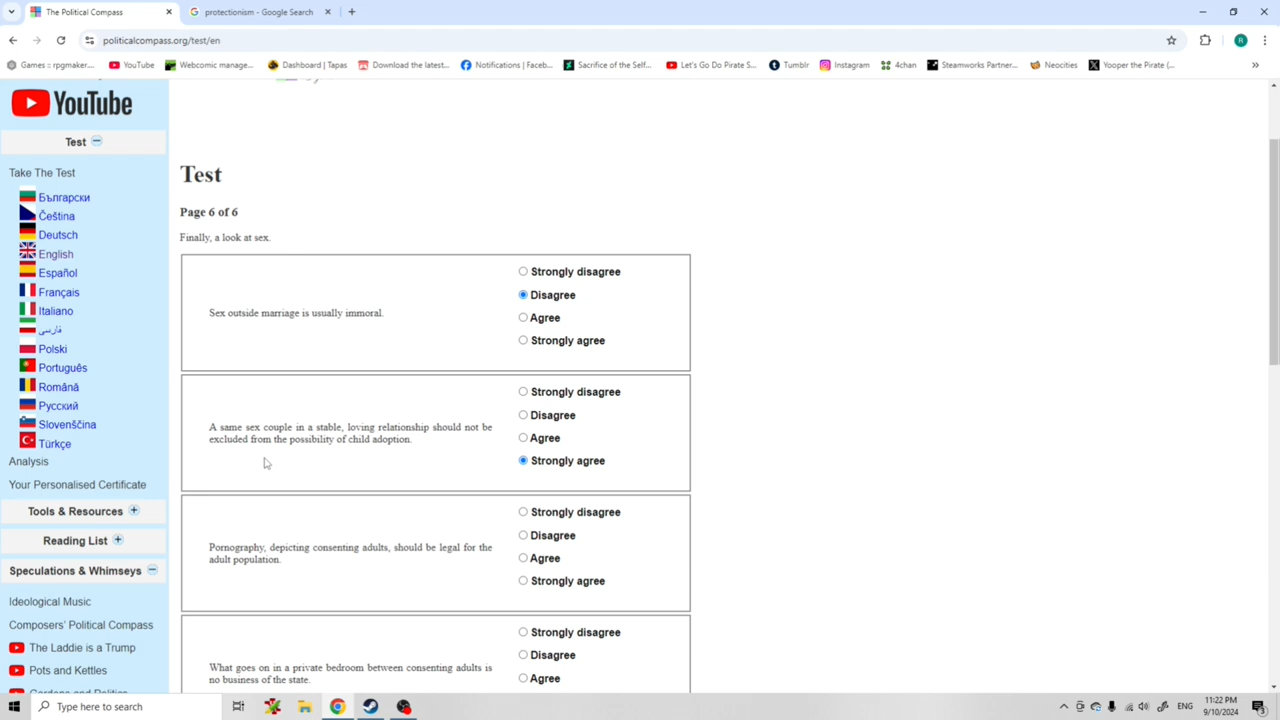 The Political Compass
protectionism - Google Search
politicalcompass.org/test/en
Games :: rpgmaker....
YouTube
Webcomic manage...
Dashboard | Tapas
Download the latest...
Notifications | Faceb...
Sacrifice of the Self...
Let's Go Do Pirate S...
Tumblr
Instagram
4chan
Steamworks Partner...
Neocities
Yooper the Pirate (...
YouTube
Test
Take The Test
Български
Čeština
Deutsch
English
Español
Français
Italiano
فارسی
Polski
Português
Română
Русский
Slovenščina
Türkçe
Analysis
Your Personalised Certificate
Tools & Resources
Reading List
Speculations & Whimseys
Ideological Music
Composers' Political Compass
The Laddie is a Trump
Pots and Kettles
Test
Page 6 of 6
Finally, a look at sex.
Sex outside marriage is usually immoral.
Strongly disagree
Disagree
Agree
Strongly agree
A same sex couple in a stable, loving relationship should not be
excluded from the possibility of child adoption.
Strongly disagree
Disagree
Agree
Strongly agree
Pornography, depicting consenting adults, should be legal for the
adult population.
Strongly disagree
Disagree
Agree
Strongly agree
What goes on in a private bedroom between consenting adults is
no business of the state.
Strongly disagree
Disagree
Agree
Type here to search
ENG
11:22 PM
9/10/2024